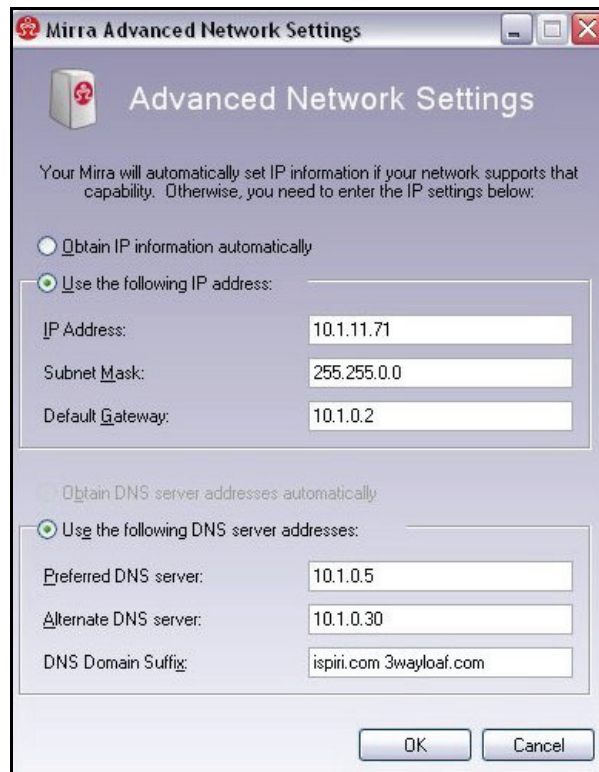 Mirra Advanced Network Settings
Advanced Network Settings
Your Mirra will automatically set IP information if your network supports that
capability. Otherwise, you need to enter the IP settings below:
Obtain IP information automatically
Use the following IP address:
IP Address: 10.1.11.71
Subnet Mask: 255.255.0.0
Default Gateway: 10.1.0.2
Obtain DNS server addresses automatically
Use the following DNS server addresses:
Preferred DNS server: 10.1.0.5
Alternate DNS server: 10.1.0.30
DNS Domain Suffix: ispiri.com 3wayloaf.com
OK Cancel